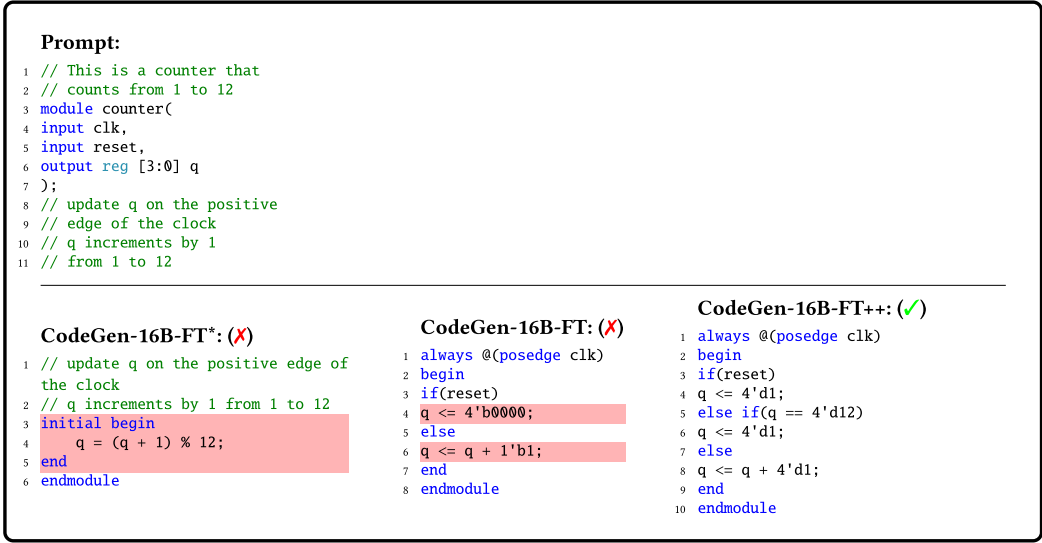 Prompt:
1 // This is a counter that
2 // counts from 1 to 12
3 module counter(
4 input clk,
5 input reset,
6 output reg [3:0] q
7 );
8 // update q on the positive
9 // edge of the clock
10 // q increments by 1
11 // from 1 to 12
CodeGen-16B-FT*: (✗)
1 // update q on the positive edge of
the clock
2 // q increments by 1 from 1 to 12
3 initial begin
4     q = (q + 1) % 12;
5 end
6 endmodule
CodeGen-16B-FT: (✗)
1 always @(posedge clk)
2 begin
3 if(reset)
4 q <= 4'b0000;
5 else
6 q <= q + 1'b1;
7 end
8 endmodule
CodeGen-16B-FT++: (✓)
1 always @(posedge clk)
2 begin
3 if(reset)
4 q <= 4'd1;
5 else if(q == 4'd12)
6 q <= 4'd1;
7 else
8 q <= q + 4'd1;
9 end
10 endmodule